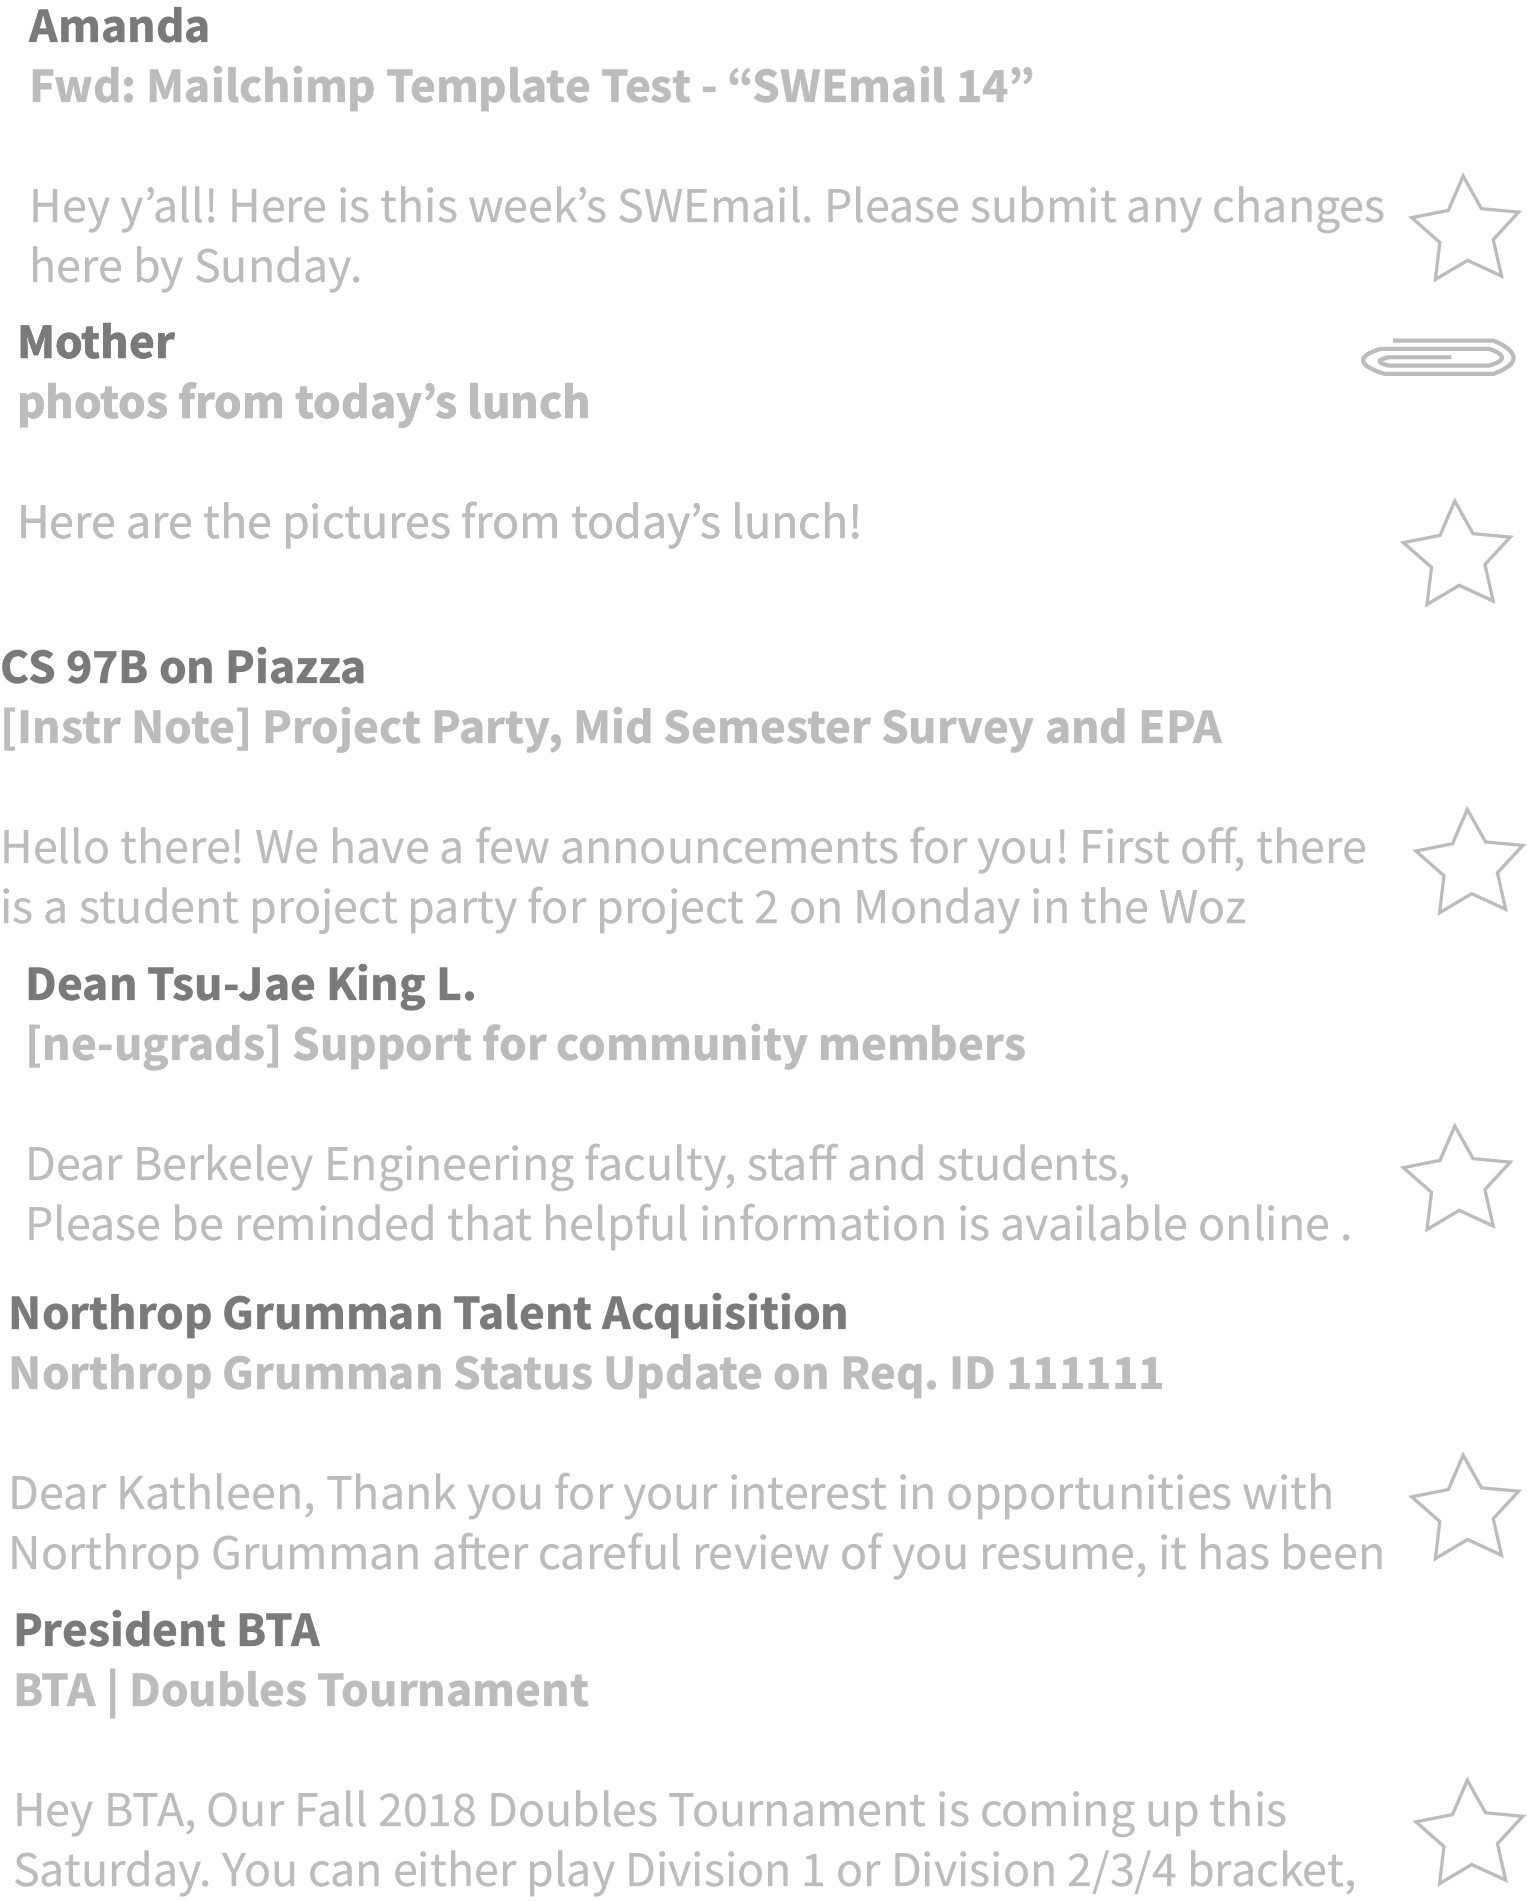 Amanda
Fwd: Mailchimp Template Test - “SWEmail 14”
Hey y’all! Here is this week’s SWEmail. Please submit any changes
here by Sunday.
Mother
photos from today’s lunch
Here are the pictures from today’s lunch!
CS 97B on Piazza
[Instr Note] Project Party, Mid Semester Survey and EPA
Hello there! We have a few announcements for you! First off, there
is a student project party for project 2 on Monday in the Woz
Dean Tsu-Jae King L.
[ne-ugrads] Support for community members
Dear Berkeley Engineering faculty, staff and students,
Please be reminded that helpful information is available online .
Northrop Grumman Talent Acquisition
Northrop Grumman Status Update on Req. ID 111111
Dear Kathleen, Thank you for your interest in opportunities with
Northrop Grumman after careful review of you resume, it has been
President BTA
BTA | Doubles Tournament
Hey BTA, Our Fall 2018 Doubles Tournament is coming up this
Saturday. You can either play Division 1 or Division 2/3/4 bracket,